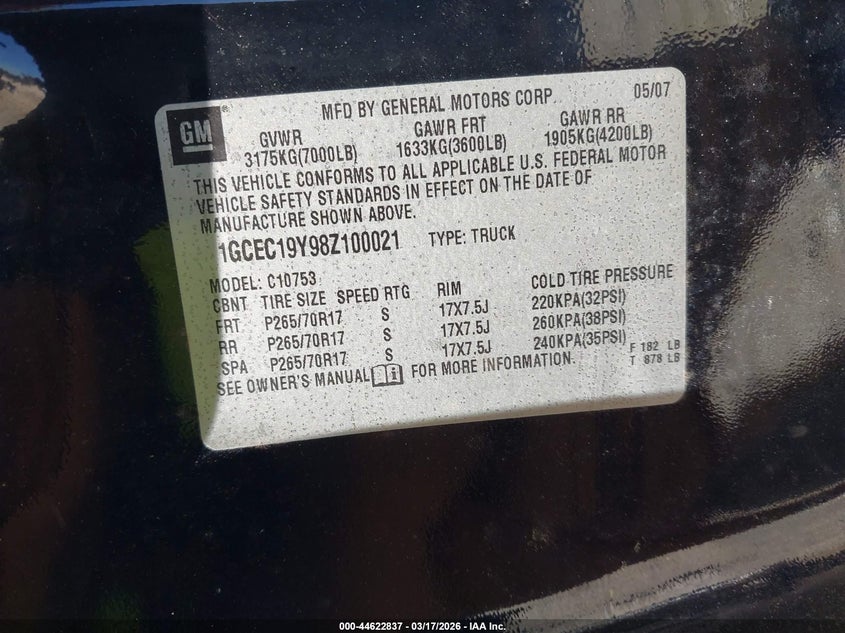 MFD BY GENERAL MOTORS CORP 05/07
GM
GVWR GAWR FRT GAWR RR
3175KG(7000LB) 1633KG(3600LB) 1905KG(4200LB)
THIS VEHICLE CONFORMS TO ALL APPLICABLE U.S. FEDERAL MOTOR
VEHICLE SAFETY STANDARDS IN EFFECT ON THE DATE OF
MANUFACTURE SHOWN ABOVE.
1GCEC19Y98Z100021 TYPE: TRUCK
MODEL: C10753
CBNT TIRE SIZE SPEED RTG RIM COLD TIRE PRESSURE
FRT P265/70R17 S 17X7.5J 220KPA(32PSI)
RR P265/70R17 S 17X7.5J 260KPA(38PSI)
SPA P265/70R17 S 17X7.5J 240KPA(35PSI)
SEE OWNER'S MANUAL FOR MORE INFORMATION.
F 182 LB
T 878 LB
000-44622837 - 03/17/2026 - IAA Inc.